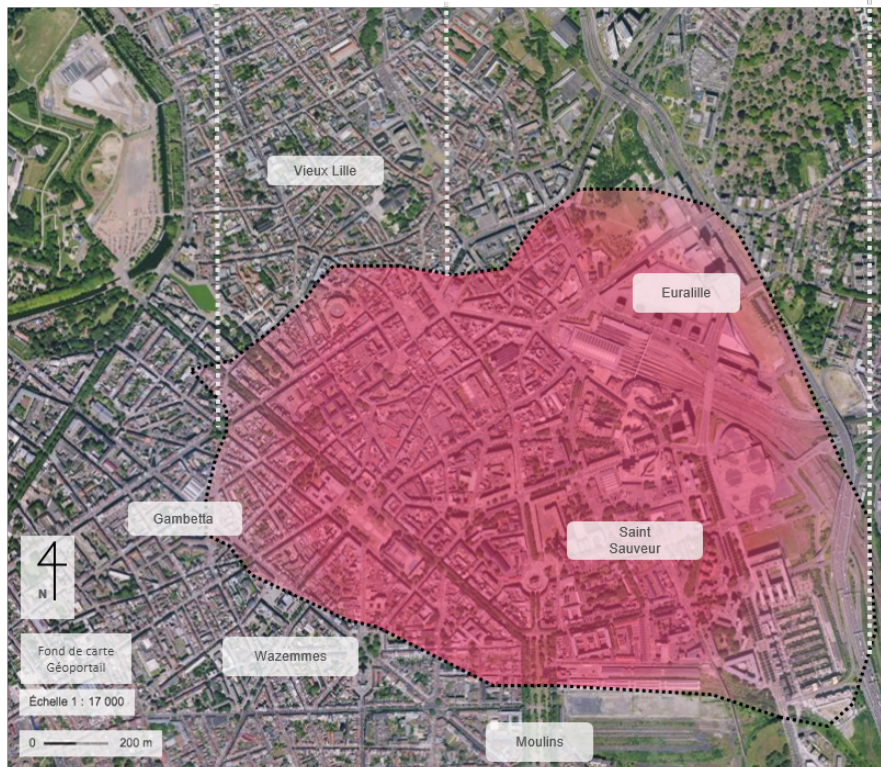 Vieux Lille
Euralille
Gambetta
Saint
Sauveur
N
Fond de carte
Géoportail
Wazemmes
Échelle 1 : 17 000
0 200 m
Moulins